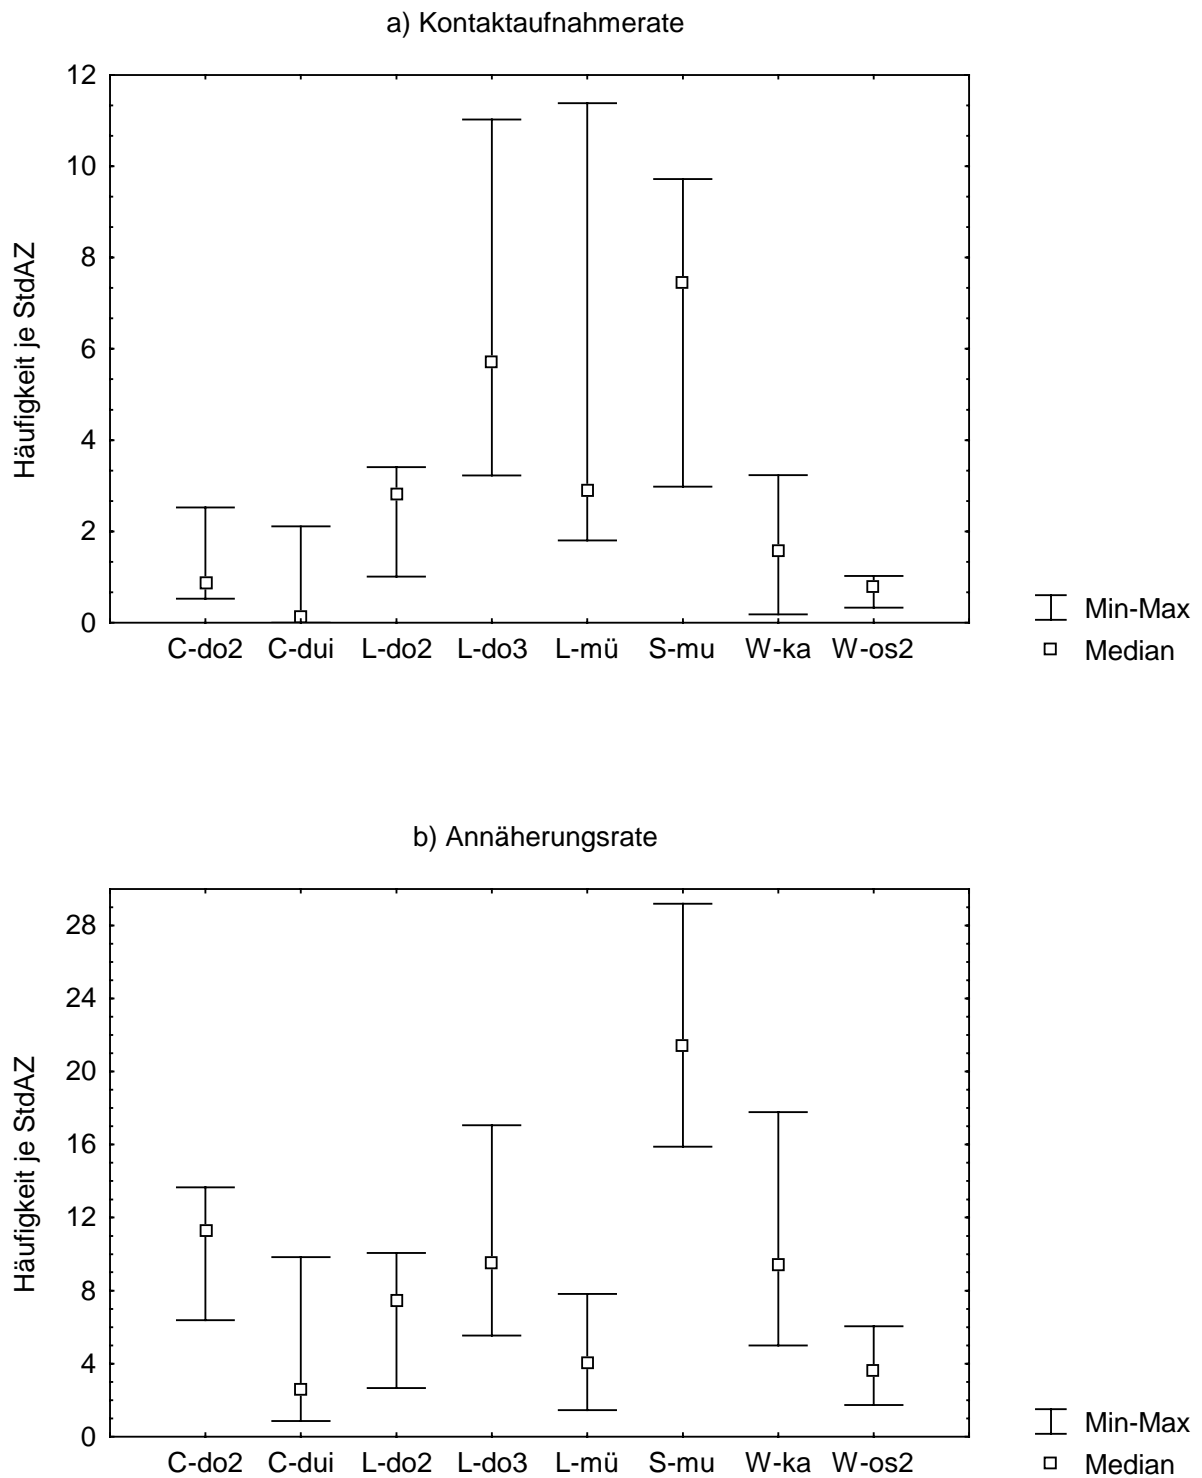 a) Kontaktaufnahmerate
Häufigkeit je StdAZ
12
10
8
6
4
2
0
C-do2 C-dui L-do2 L-do3 L-mü S-mu W-ka W-os2
Min-Max
Median
b) Annäherungsrate
Häufigkeit je StdAZ
28
24
20
16
12
8
4
0
C-do2 C-dui L-do2 L-do3 L-mü S-mu W-ka W-os2
Min-Max
Median